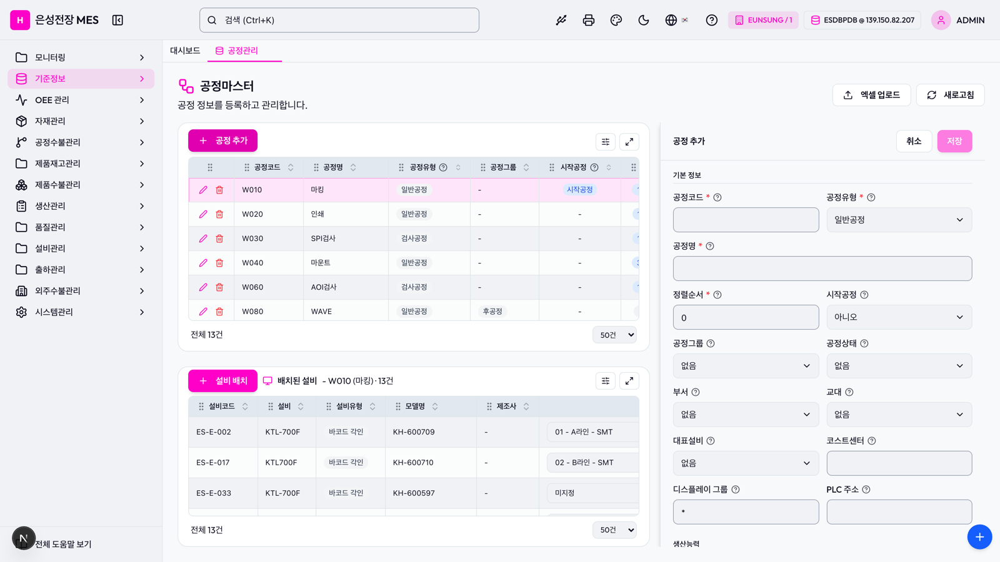 H 은성전장 MES
검색 (Ctrl+K)
EUNSUNG / 1
ESDBPDB @ 139.150.82.207
ADMIN
모니터링
기준정보
OEE 관리
자재관리
공정수불관리
제품재고관리
제품수불관리
생산관리
품질관리
설비관리
출하관리
외주수불관리
시스템관리
N 전체 도움말 보기
대시보드 공정관리
공정마스터
공정 정보를 등록하고 관리합니다.
엑셀 업로드 새로고침
+ 공정 추가
공정코드 공정명 공정유형 공정그룹 시작공정
W010 마킹 일반공정 - 시작공정
W020 인쇄 일반공정 - -
W030 SPI검사 검사공정 - -
W040 마운트 일반공정 - -
W060 AOI검사 검사공정 - -
W080 WAVE 일반공정 후공정 -
전체 13건 50건
+ 설비 배치 배치된 설비 - W010 (마킹) · 13건
설비코드 설비 설비유형 모델명 제조사
ES-E-002 KTL-700F 바코드 각인 KH-600709 - 01 - A라인 - SMT
ES-E-017 KTL700F 바코드 각인 KH-600710 - 02 - B라인 - SMT
ES-E-033 KTL-700F 바코드 각인 KH-600597 - 미지정
전체 13건 50건
공정 추가 취소 저장
기본 정보
공정코드 * 공정유형 *
일반공정
공정명 *
정렬순서 * 시작공정
0 아니오
공정그룹 공정상태
없음 없음
부서 교대
없음 없음
대표설비 코스트센터
없음
디스플레이 그룹 PLC 주소
*
생산능력